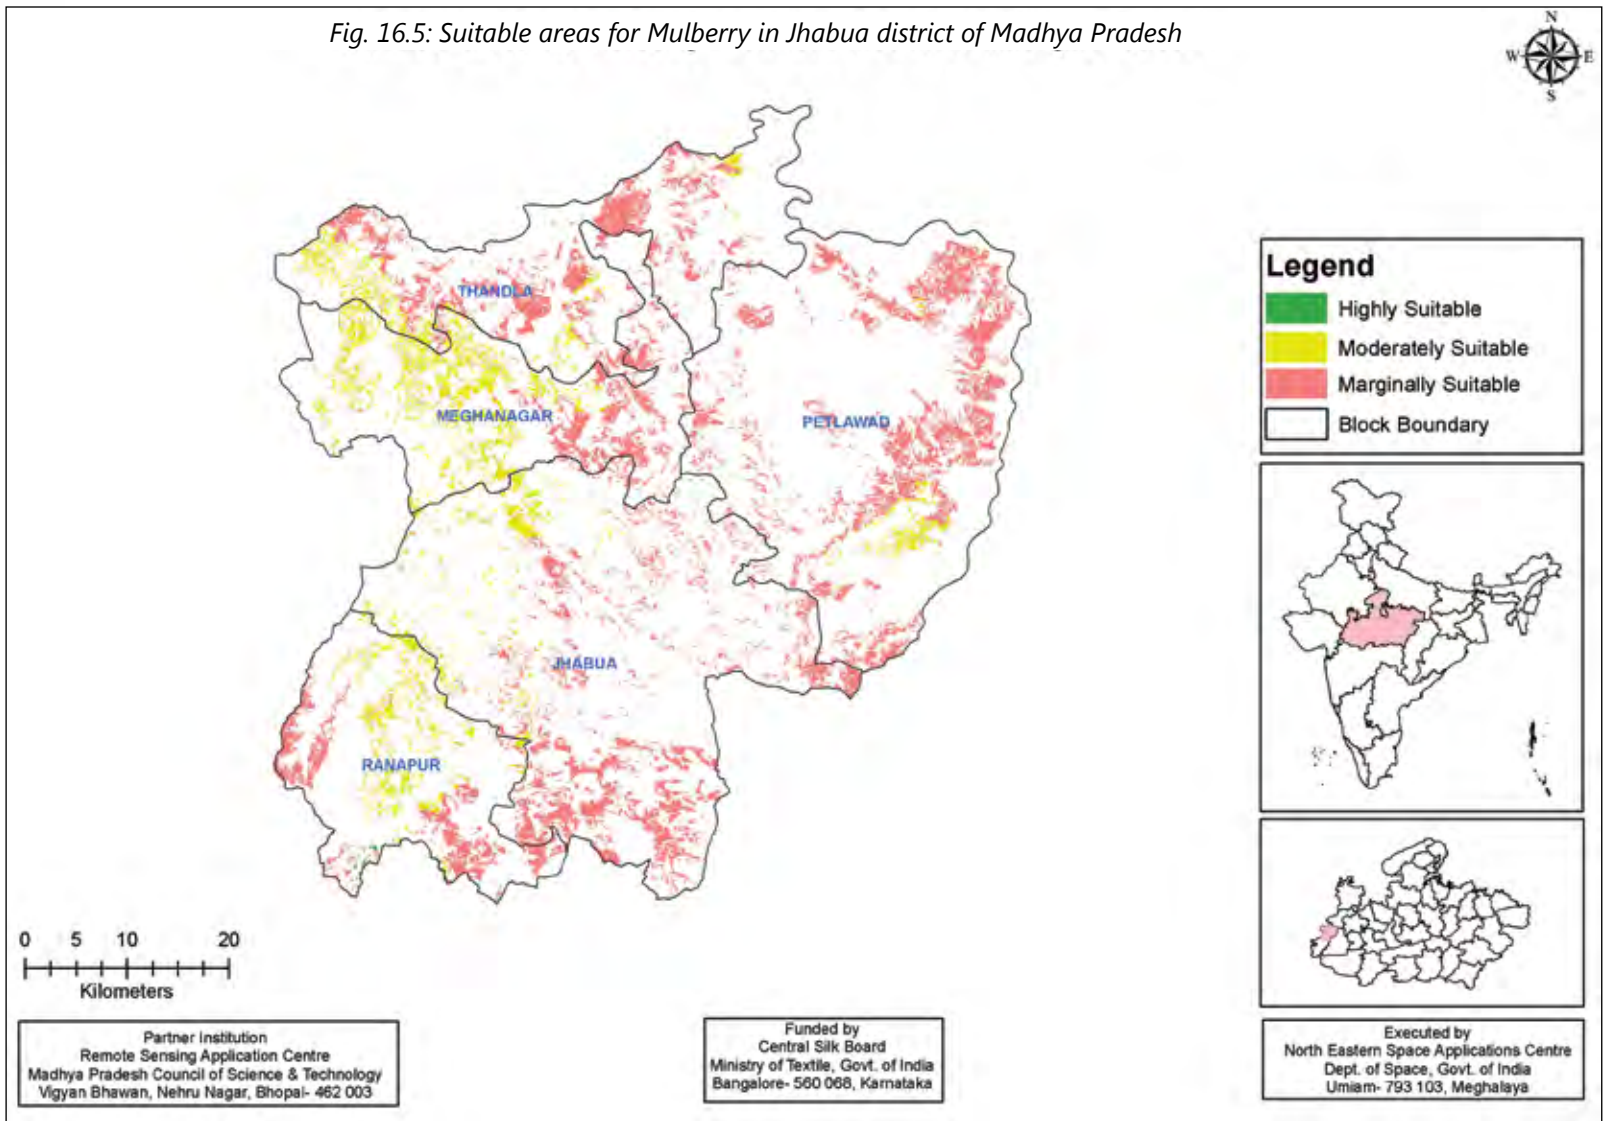 Fig. 16.5: Suitable areas for Mulberry in Jhabua district of Madhya Pradesh
N
W
E
S
THANDLA
MEGHANAGAR
PETLAWAD
JHABUA
RANAPUR
Legend
Highly Suitable
Moderately Suitable
Marginally Suitable
Block Boundary
0 5 10 20
Kilometers
Partner Institution
Remote Sensing Application Centre
Madhya Pradesh Council of Science & Technology
Vigyan Bhawan, Nehru Nagar, Bhopal- 462 003
Funded by
Central Silk Board
Ministry of Textile, Govt. of India
Bangalore- 560 068, Karnataka
Executed by
North Eastern Space Applications Centre
Dept. of Space, Govt. of India
Umiam- 793 103, Meghalaya